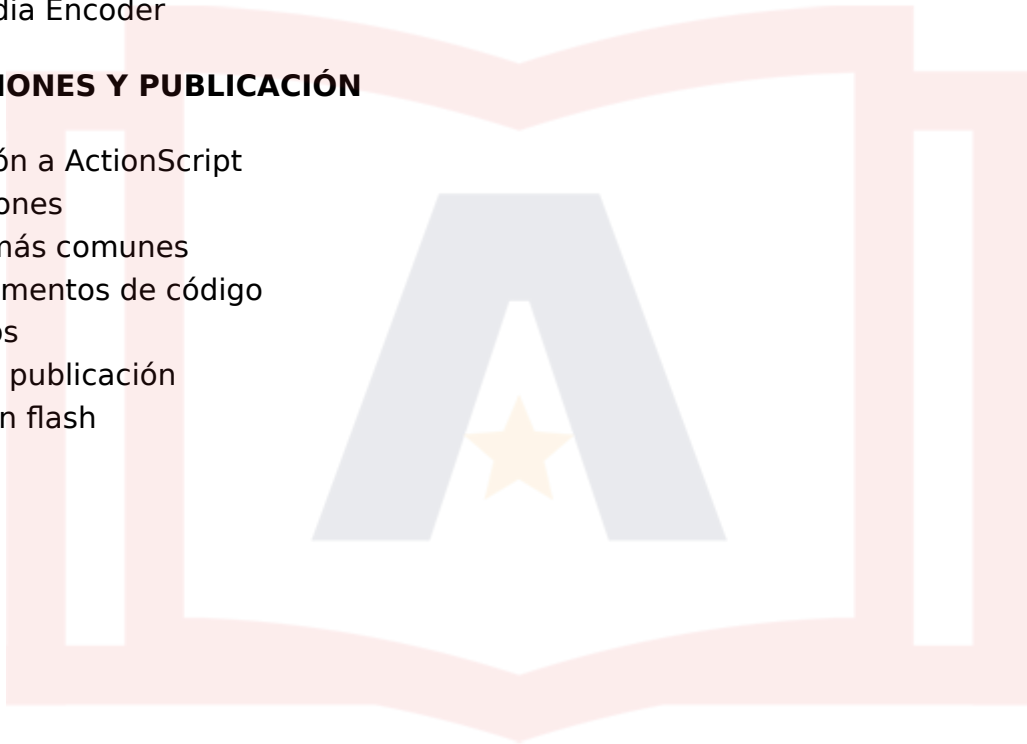 dia Encoder
IONES Y PUBLICACIÓN
ón a ActionScript
ones
más comunes
mentos de código
os
publicación
n flash